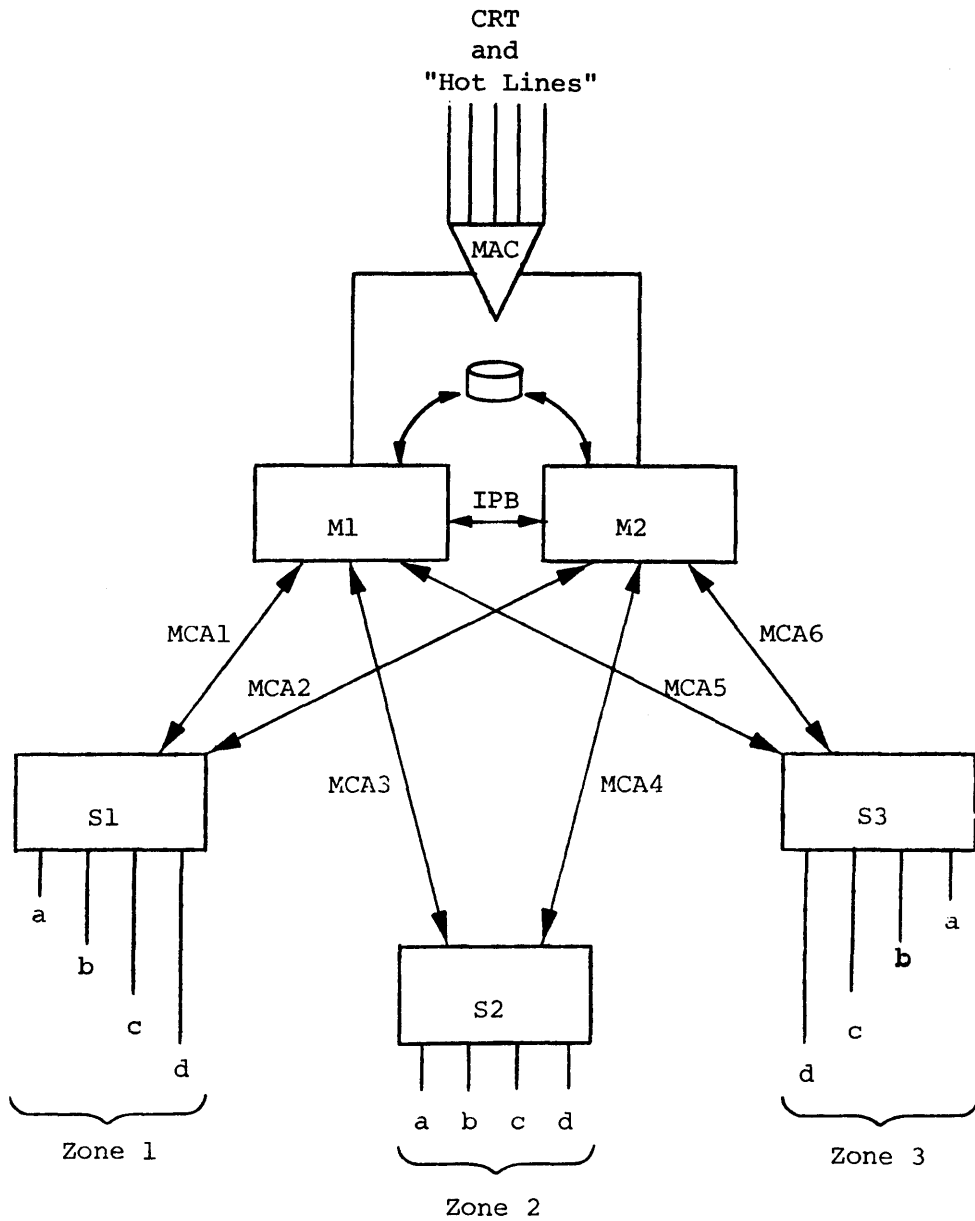 CRT
and
"Hot Lines"
MAC
IPB
M1
M2
MCA1
MCA6
MCA2
MCA5
MCA3
MCA4
S1
S3
a
b
c
d
S2
a
b
c
d
d
c
b
a
Zone 1
Zone 2
Zone 3